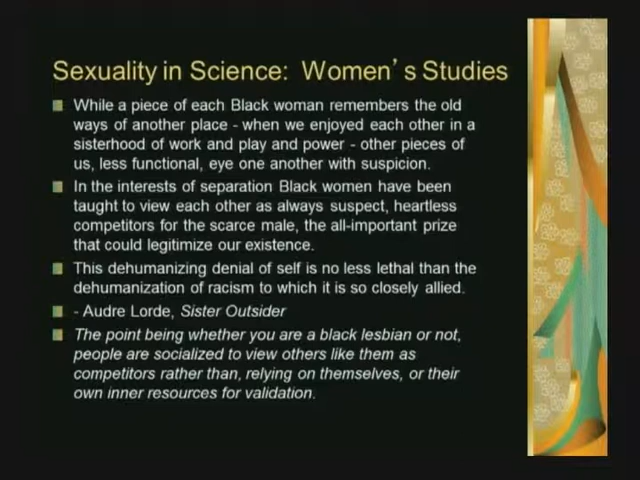 Sexuality in Science:  Women's Studies
While a piece of each Black woman remembers the old
ways of another place - when we enjoyed each other in a
sisterhood of work and play and power - other pieces of
us, less functional, eye one another with suspicion.
In the interests of separation Black women have been
taught to view each other as always suspect, heartless
competitors for the scarce male, the all-important prize
that could legitimize our existence.
This dehumanizing denial of self is no less lethal than the
dehumanization of racism to which it is so closely allied.
- Audre Lorde, Sister Outsider
The point being whether you are a black lesbian or not,
people are socialized to view others like them as
competitors rather than, relying on themselves, or their
own inner resources for validation.